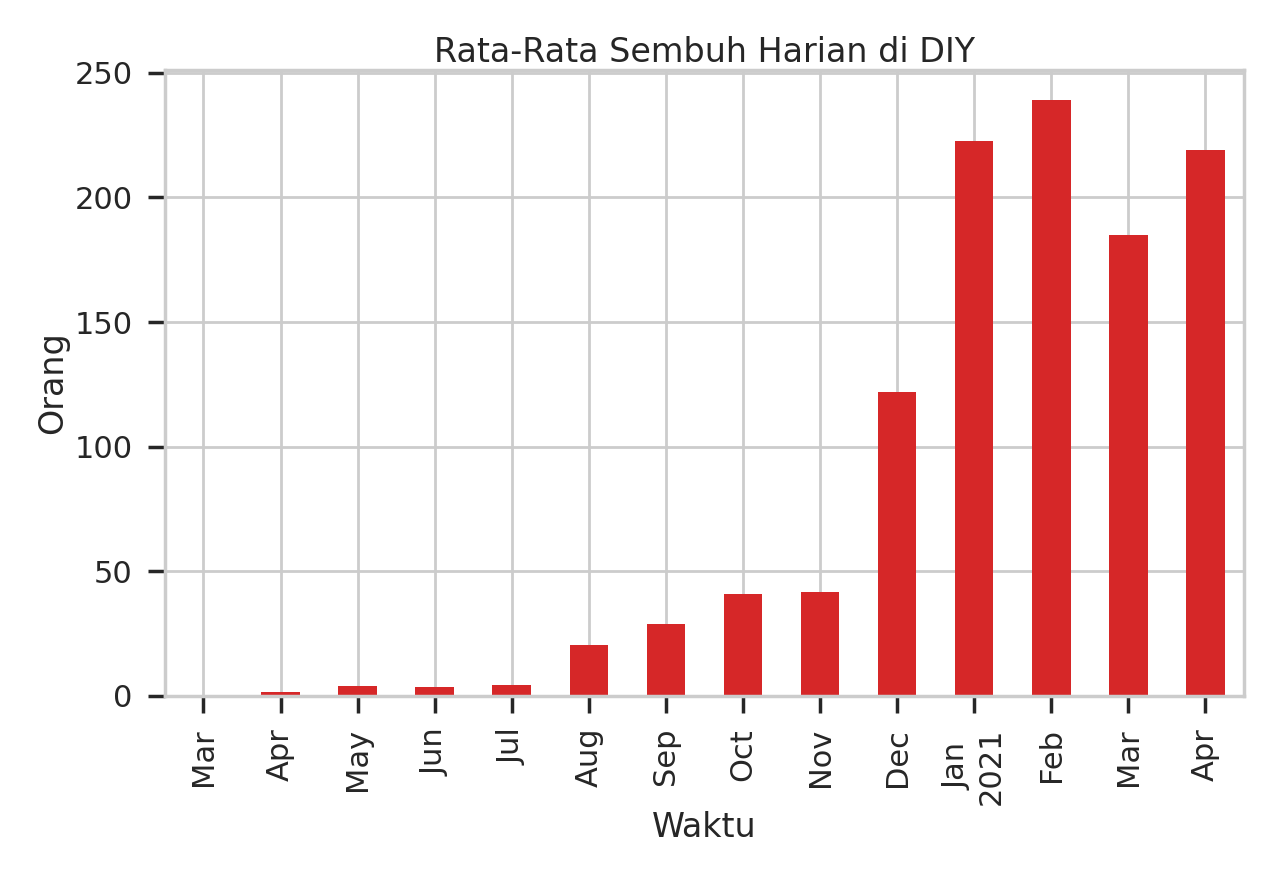 Rata-Rata Sembuh Harian di DIY
250
200
150
100
50
0
Orang
Mar
Apr
May
Jun
Jul
Aug
Sep
Oct
Nov
Dec
Jan
2021
Feb
Mar
Apr
Waktu